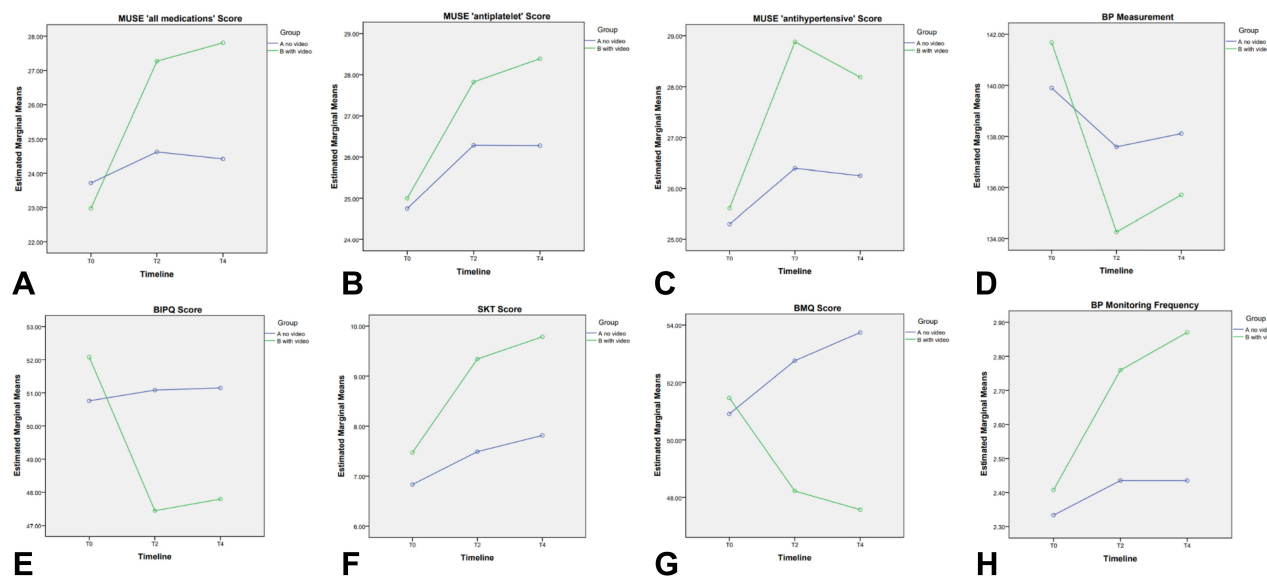 MUSE 'all medications' Score
Group
A no video
B with video
28.00
27.00
26.00
25.00
24.00
23.00
22.00
Estimated Marginal Means
T0 T2 T4
Timeline
A
MUSE 'antiplatelet' Score
Group
A no video
B with video
29.00
28.00
27.00
26.00
25.00
24.00
Estimated Marginal Means
T0 T2 T4
Timeline
B
MUSE 'antihypertensive' Score
Group
A no video
B with video
29.00
28.00
27.00
26.00
25.00
Estimated Marginal Means
T0 T2 T4
Timeline
C
BP Measurement
Group
A no vide
B with vide
142.00
140.00
138.00
136.00
134.00
Estimated Marginal Means
T0 T2 T4
Timeline
D
BIPQ Score
Group
A no video
B with video
53.00
52.00
51.00
50.00
49.00
48.00
47.00
Estimated Marginal Means
T0 T2 T4
Timeline
E
SKT Score
Group
A no video
B with video
10.00
9.00
8.00
7.00
6.00
Estimated Marginal Means
T0 T2 T4
Timeline
F
BMQ Score
Group
A no video
B with video
54.00
52.00
50.00
48.00
Estimated Marginal Means
T0 T2 T4
Timeline
G
BP Monitoring Frequency
Group
A no vid
B with vi
2.90
2.80
2.70
2.60
2.50
2.40
2.30
Estimated Marginal Means
T0 T2 T4
Timeline
H